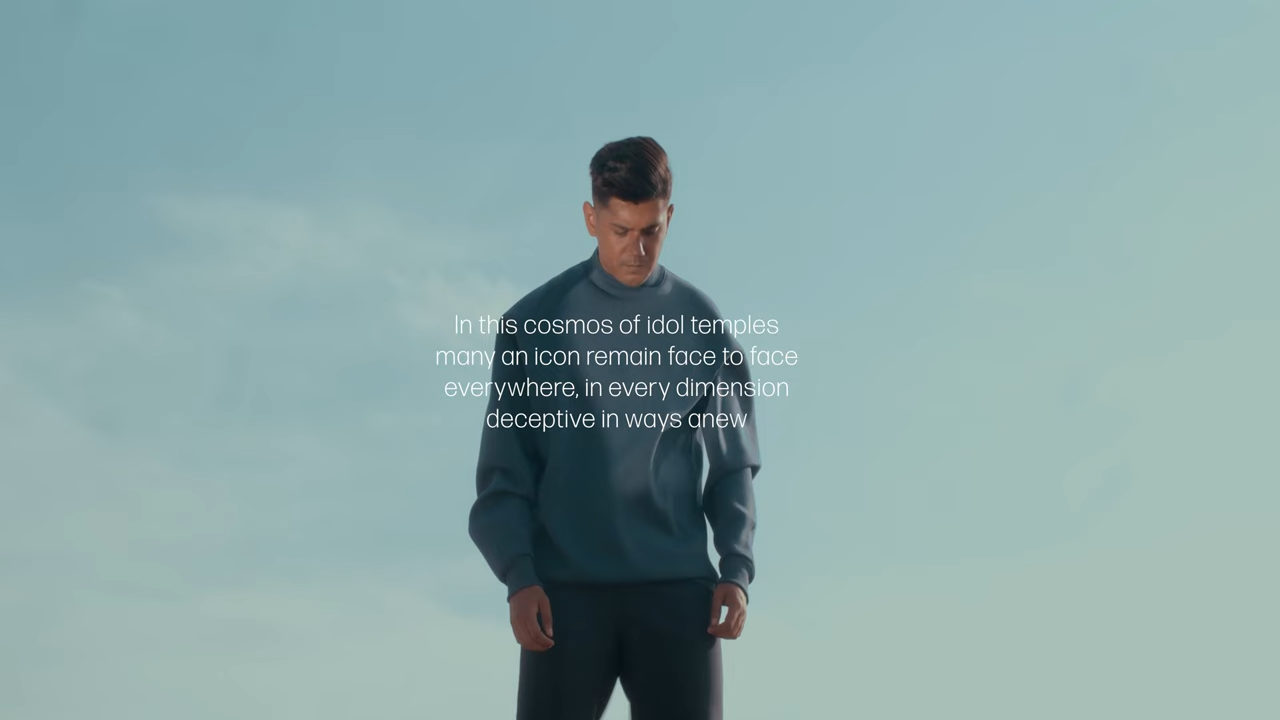 In this cosmos of idol temples
many an icon remain face to face
everywhere, in every dimension
deceptive in ways anew